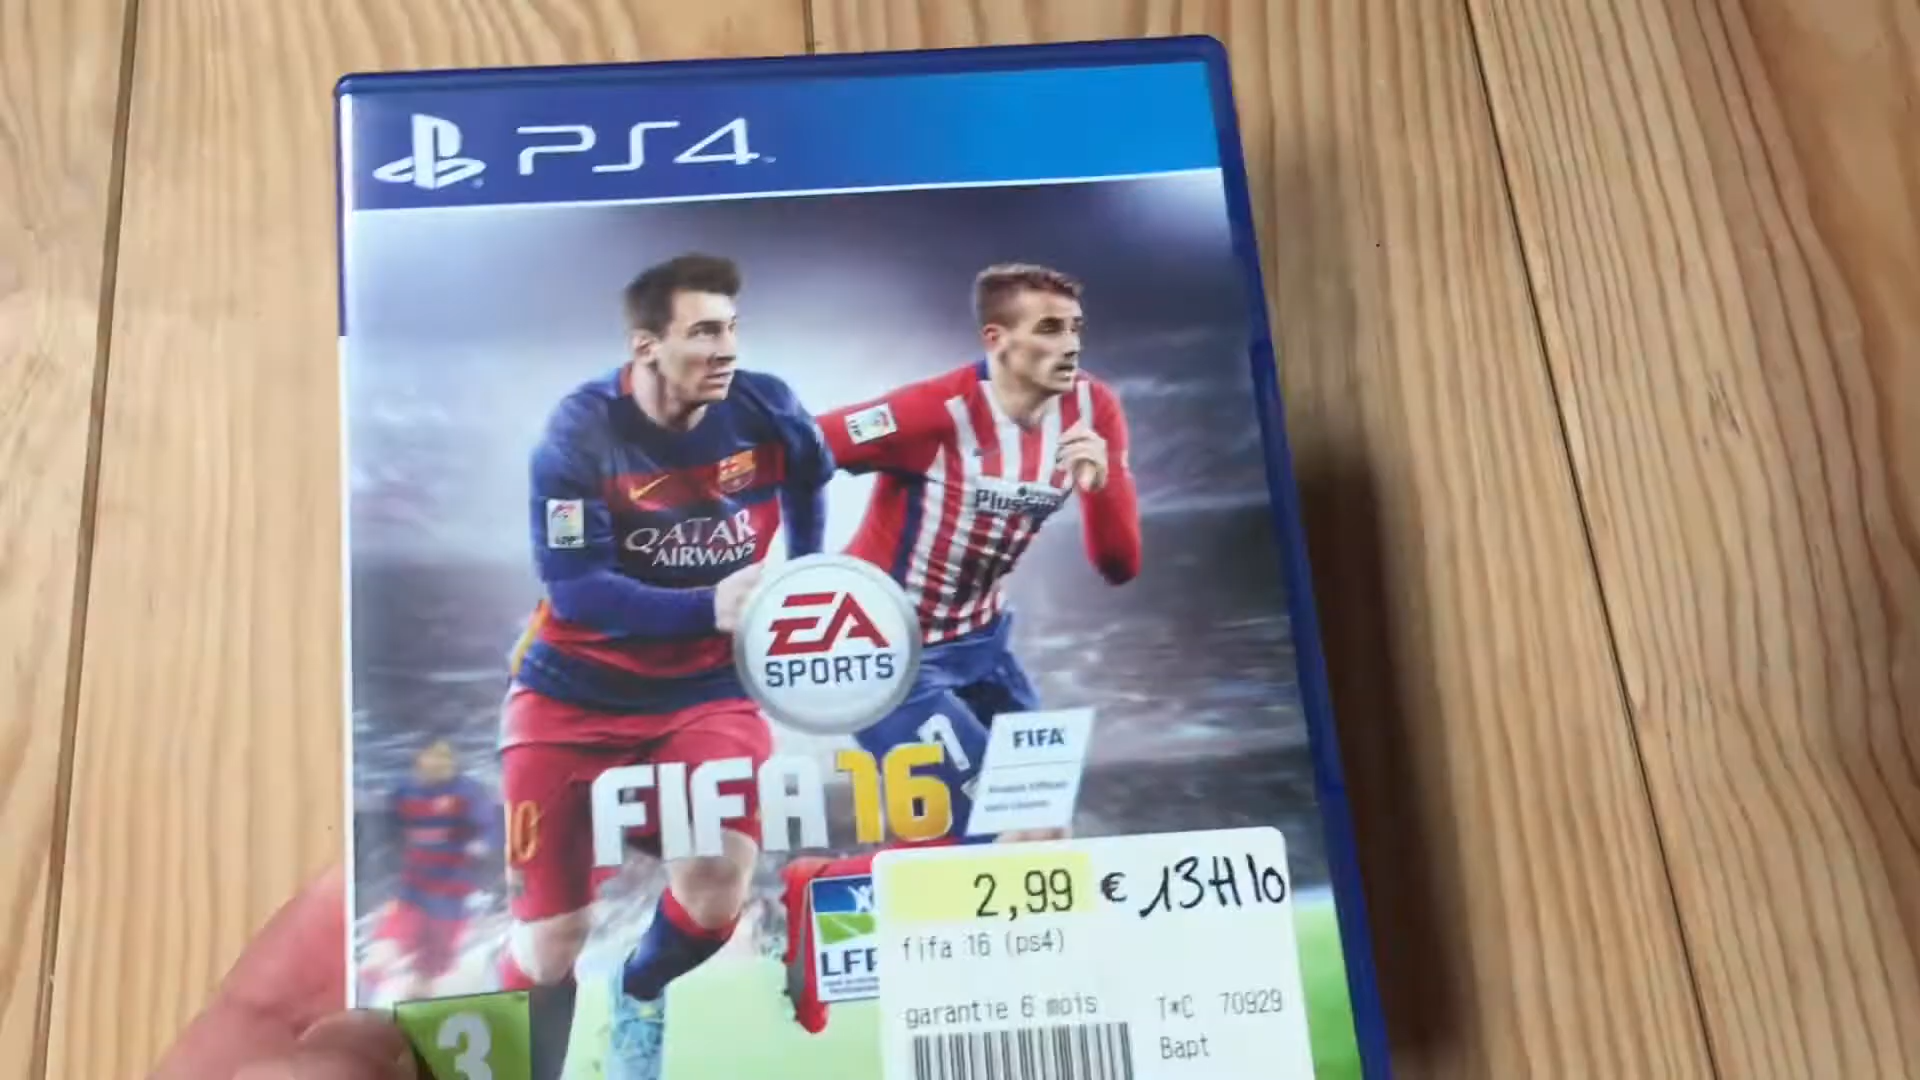 PS4
QATAR
AIRWAYS
EA
SPORTS
FIFA 16
FIFA
10
2,99 € 13H10
fifa 16 (ps4)
LFP
garantie 6 mois
T*C 70929
Bapt
3